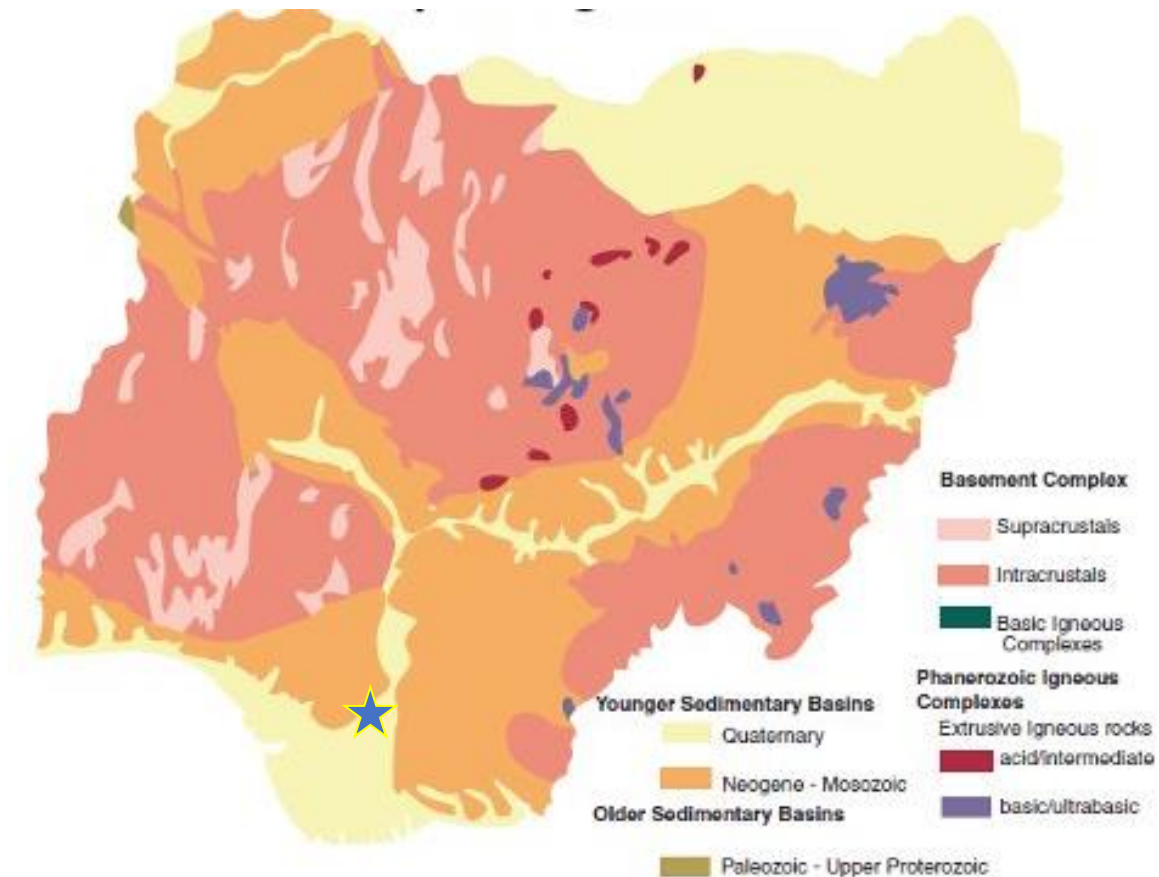 Basement Complex
Supracrustals
Intracrustals
Basic Igneous
Complexes
Phanerozoic Igneous
Complexes
Extrusive Igneous rocks
acid/intermediate
basic/ultrabasic
Younger Sedimentary Basins
Quaternary
Neogene - Mosozoic
Older Sedimentary Basins
Paleozoic - Upper Proterozoic